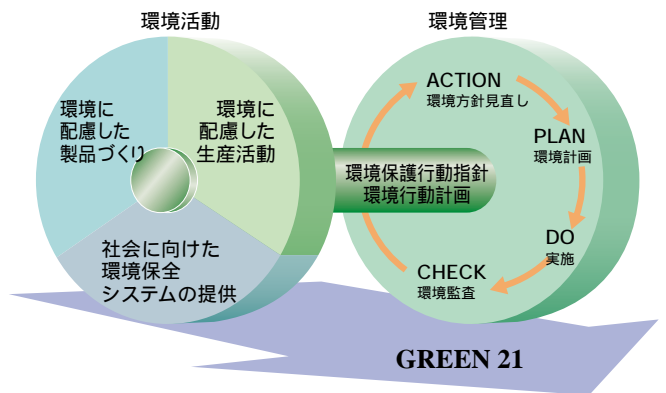 環境活動
環境管理
環境に
配慮した
製品づくり
環境に
配慮した
生産活動
社会に向けた
環境保全
システムの提供
環境保護行動指針
環境行動計画
ACTION
環境方針見直し
PLAN
環境計画
DO
実施
CHECK
環境監査
GREEN 21